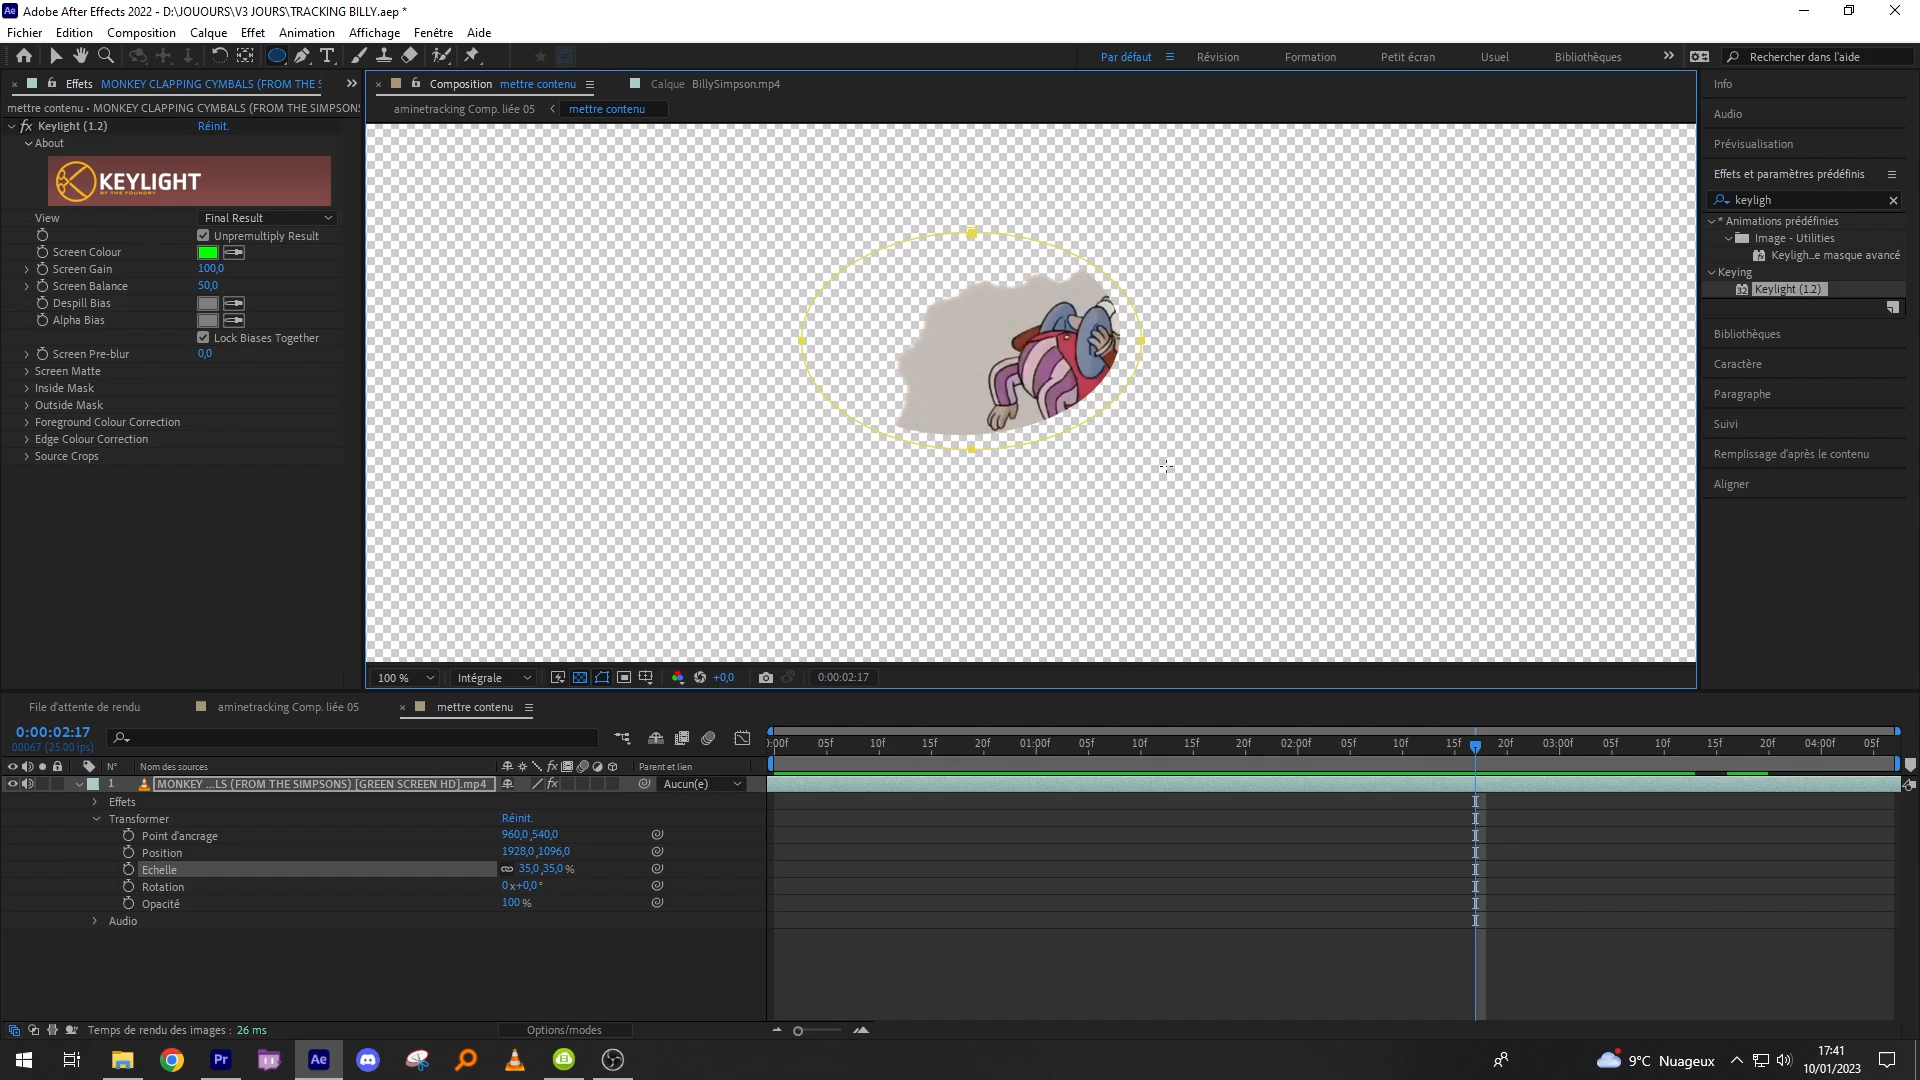 Adobe After Effects 2022 - D:\JOUOURS\V3 JOURS\TRACKING BILLY.aep *
Fichier Edition Composition Calque Effet Animation Affichage Fenêtre Aide
Par défaut Révision Formation Petit écran Usuel Bibliothèques Rechercher dans l'aide
Effets MONKEY CLAPPING CYMBALS (FROM THE S
Composition mettre contenu Calque BillySimpson.mp4
mettre contenu • MONKEY CLAPPING CYMBALS (FROM THE SIMPSON
aminetracking Comp. liée 05 mettre contenu
fx Keylight (1.2) Réinit.
About
KEYLIGHT
BY THE FOUNDRY
View Final Result
Unpremultiply Result
Screen Colour
Screen Gain 100,0
Screen Balance 50,0
Despill Bias
Alpha Bias
Lock Biases Together
Screen Pre-blur 0,0
Screen Matte
Inside Mask
Outside Mask
Foreground Colour Correction
Edge Colour Correction
Source Crops
Info
Audio
Prévisualisation
Effets et paramètres prédéfinis
keyligh
* Animations prédéfinies
Image - Utilities
Keyligh...e masque avancé
Keying
32 Keylight (1.2)
Bibliothèques
Caractère
Paragraphe
Suivi
Remplissage d'après le contenu
Aligner
100 % Intégrale +0,0 0:00:02:17
File d'attente de rendu aminetracking Comp. liée 05 mettre contenu
0:00:02:17
00067 (25.00 ips)
):00f 05f 10f 15f 20f 01:00f 05f 10f 15f 20f 02:00f 05f 10f 15f 20f 03:00f 05f 10f 15f 20f 04:00f 05f
N° Nom des sources fx Parent et lien
1 MONKEY ...LS (FROM THE SIMPSONS) [GREEN SCREEN HD].mp4 fx Aucun(e)
Effets
Transformer Réinit.
Point d'ancrage 960,0 ,540,0
Position 1928,0 ,1096,0
Echelle 35,0 ,35,0 %
Rotation 0 x+0,0 °
Opacité 100 %
Audio
Temps de rendu des images : 26 ms Options/modes
Pr Ae 9°C Nuageux 17:41
10/01/2023